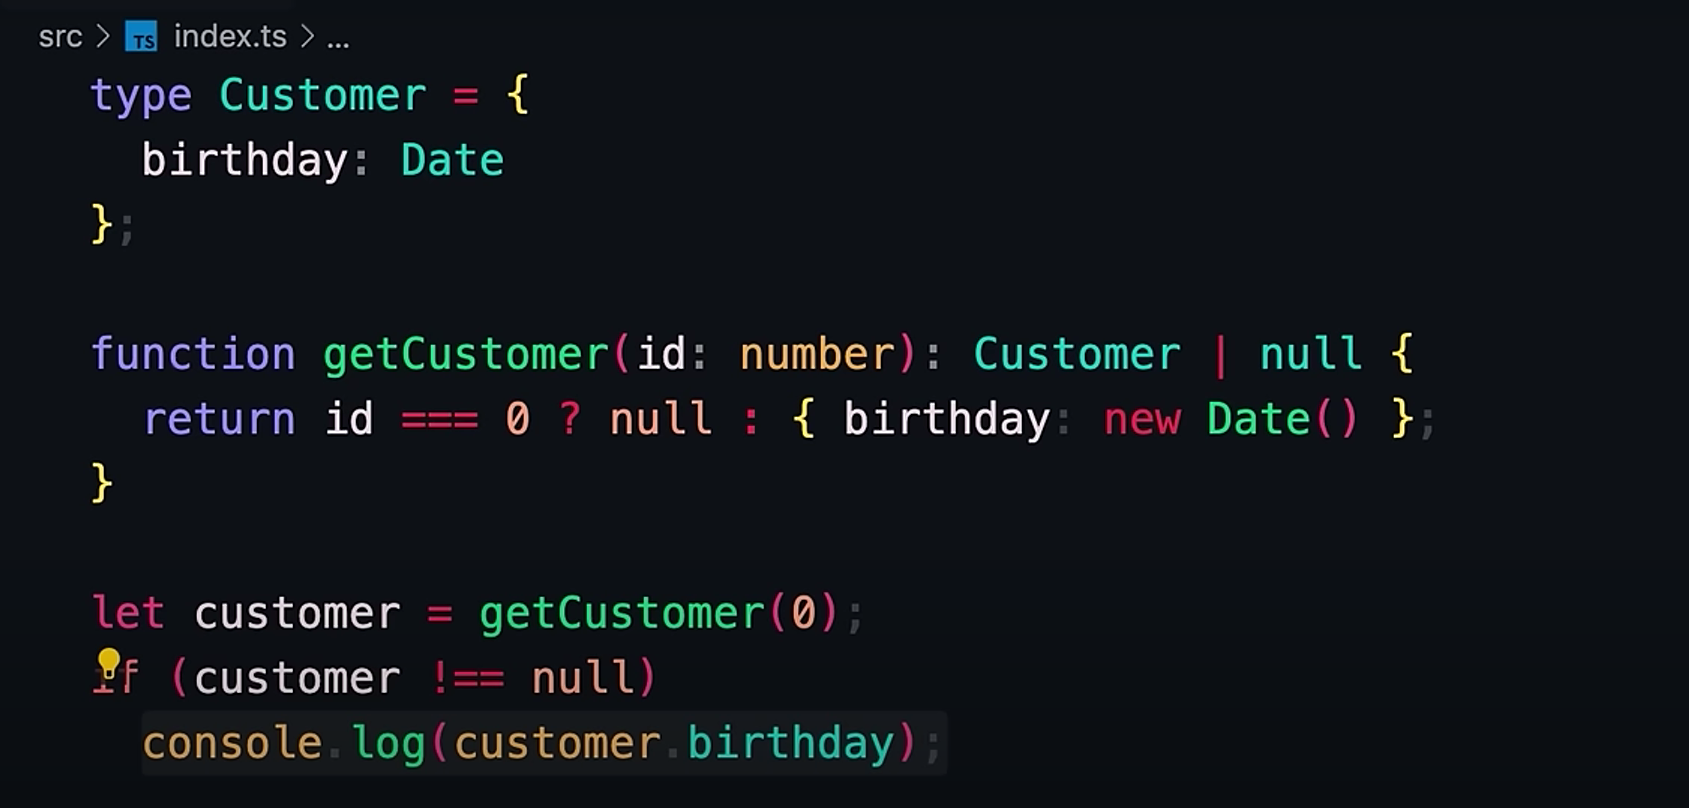 src > TS index.ts > ...
type Customer = {
  birthday: Date
};
function getCustomer(id: number): Customer | null {
  return id === 0 ? null : { birthday: new Date() };
}
let customer = getCustomer(0);
if (customer !== null)
  console.log(customer.birthday);